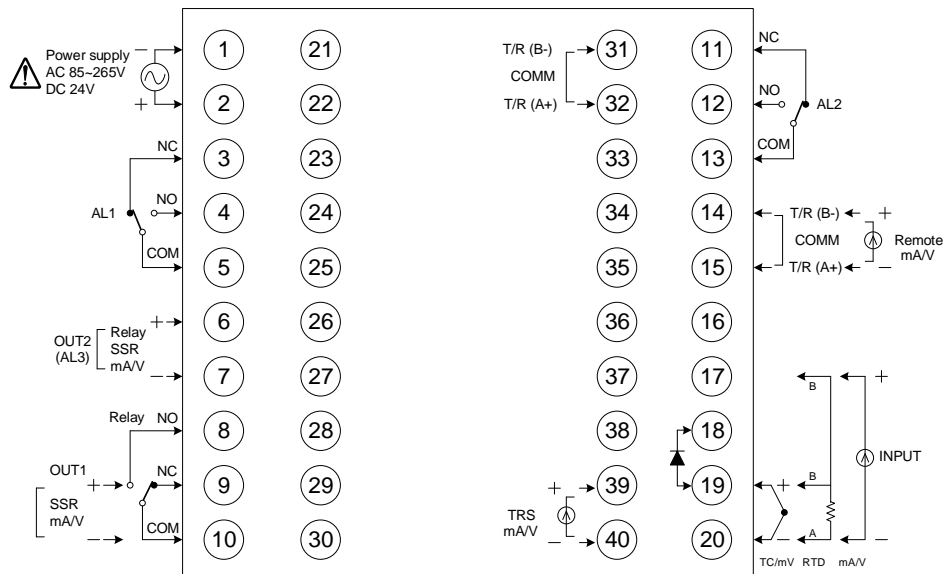 Power supply
AC 85~265V
DC 24V
−
+
1
2
3
4
5
6
7
8
9
10
21
22
23
24
25
26
27
28
29
30
NC
NO
COM
AL1
OUT2
(AL3)
Relay
SSR
mA/V
+
−
Relay
NO
NC
COM
OUT1
+
−
SSR
mA/V
T/R (B-)
COMM
T/R (A+)
31
32
33
34
35
36
37
38
39
40
TRS
mA/V
+
−
11
12
13
14
15
16
17
18
19
20
NC
NO
COM
AL2
T/R (B-)
COMM
T/R (A+)
+
−
Remote
mA/V
B
+
INPUT
+
B
−
A
−
TC/mV RTD mA/V